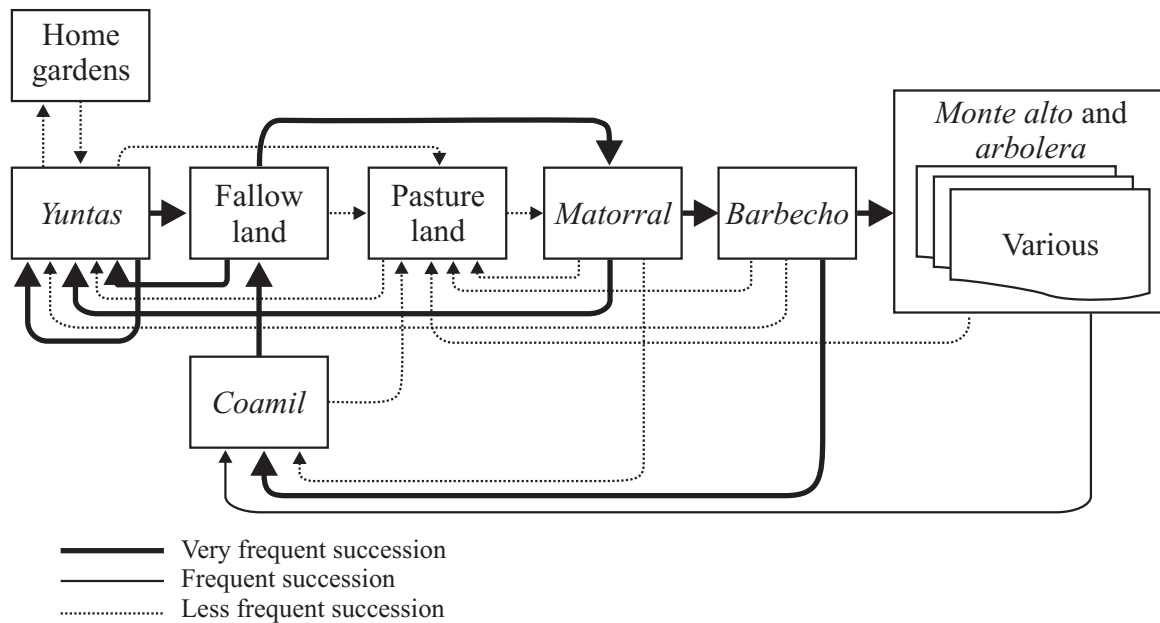 Home
gardens
Monte alto and
arbolera
Yuntas
Fallow
land
Pasture
land
Matorral
Barbecho
Various
Coamil
Very frequent succession
Frequent succession
Less frequent succession